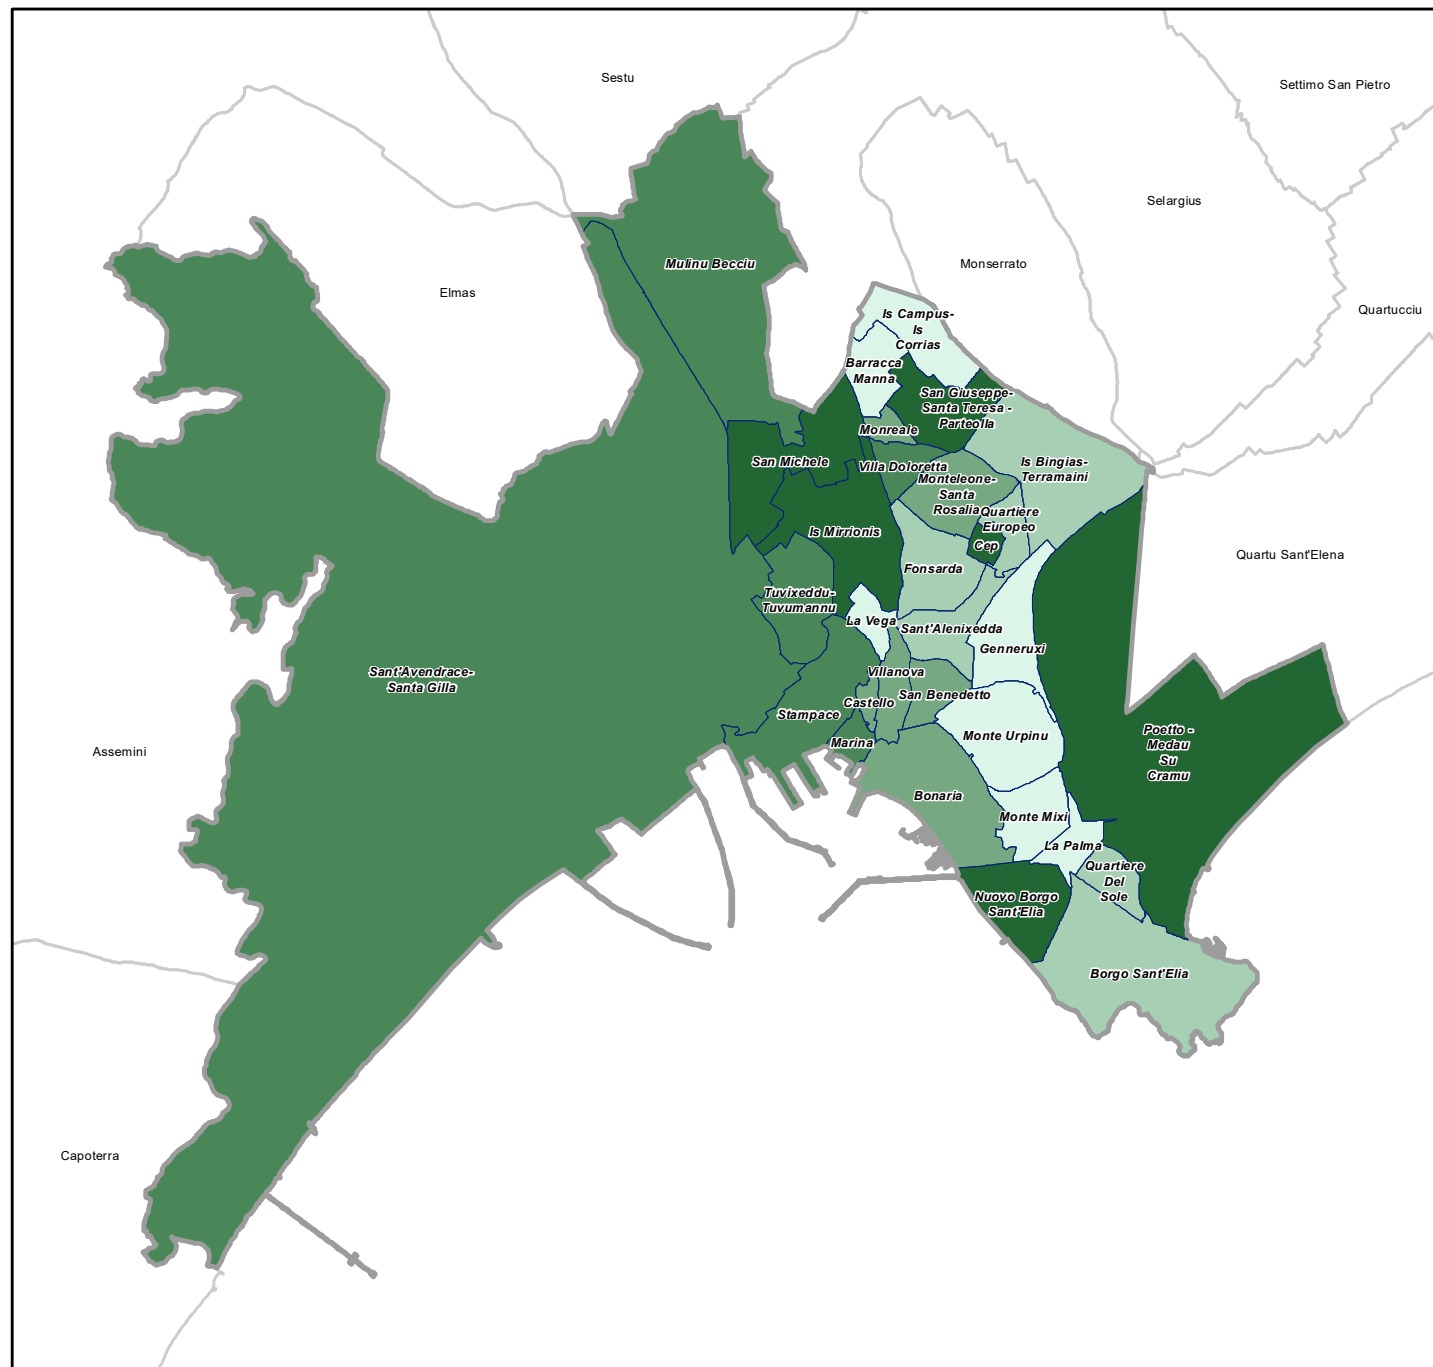 Sestu
Settimo San Pietro
Selargius
Mulinu Becciu
Monserrato
Elmas
Quartucciu
Is Campus-
Is
Corrias
Barracca
Manna
San Giuseppe-
Santa Teresa -
Parteolla
Monreale
San Michele
Villa Doloretta
Is Bingias-
Terramaini
Monteleone-
Santa
Rosalia
Quartiere
Europeo
Is Mirrionis
Cep
Quartu Sant'Elena
Fonsarda
Tuvixeddu-
Tuvumannu
La Vega
Sant'Alenixedda
Genneruxi
Sant'Avendrace-
Santa Gilla
Villanova
San Benedetto
Castello
Stampace
Marina
Monte Urpinu
Poetto -
Medau
Su
Cramu
Assemini
Bonaria
Monte Mixi
La Palma
Quartiere
Del
Sole
Nuovo Borgo
Sant'Elia
Borgo Sant'Elia
Capoterra